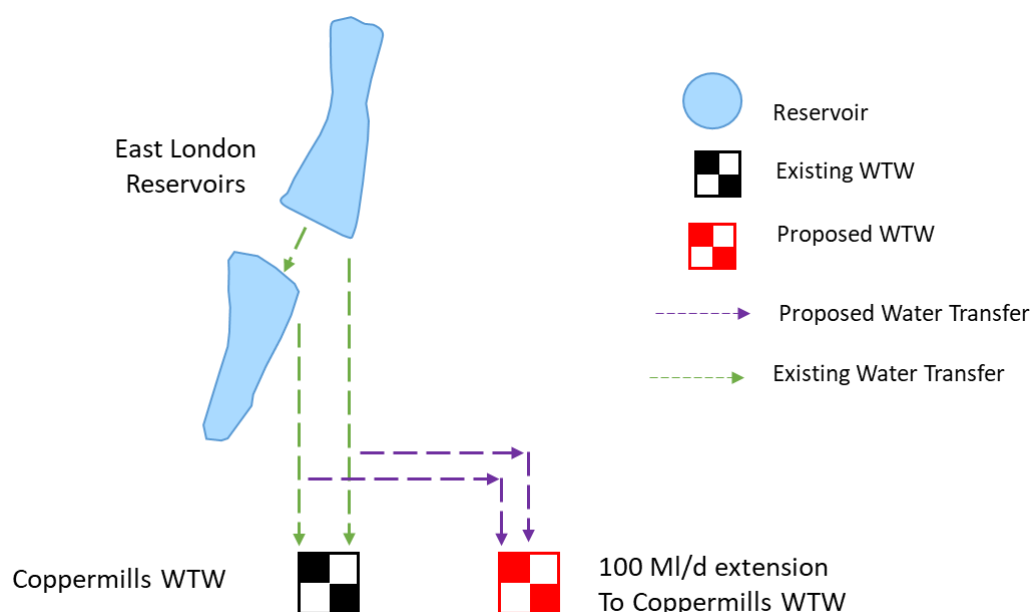 East London
Reservoirs
Reservoir
Existing WTW
Proposed WTW
Proposed Water Transfer
Existing Water Transfer
Coppermills WTW
100 Ml/d extension
To Coppermills WTW